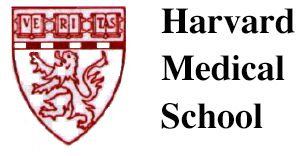 VE RI TAS
Harvard
Medical
School